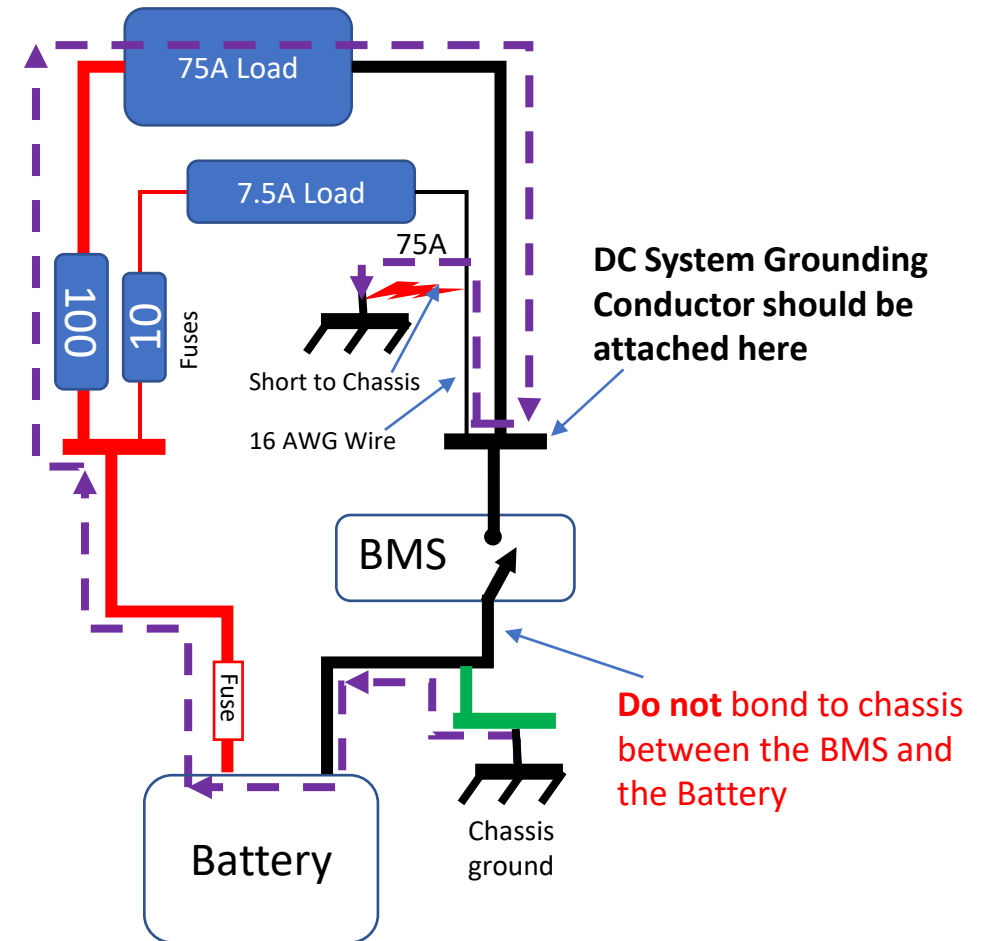 75A Load
7.5A Load
75A
DC System Grounding
Conductor should be
attached here
100
10
Fuses
Short to Chassis
16 AWG Wire
BMS
Fuse
Do not bond to chassis
between the BMS and
the Battery
Chassis
ground
Battery